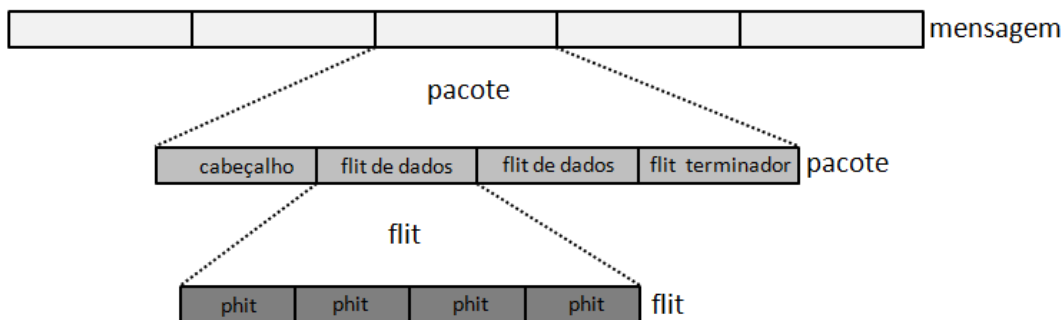 mensagem
pacote
cabeçalho flit de dados flit de dados flit terminador pacote
flit
phit phit phit phit flit